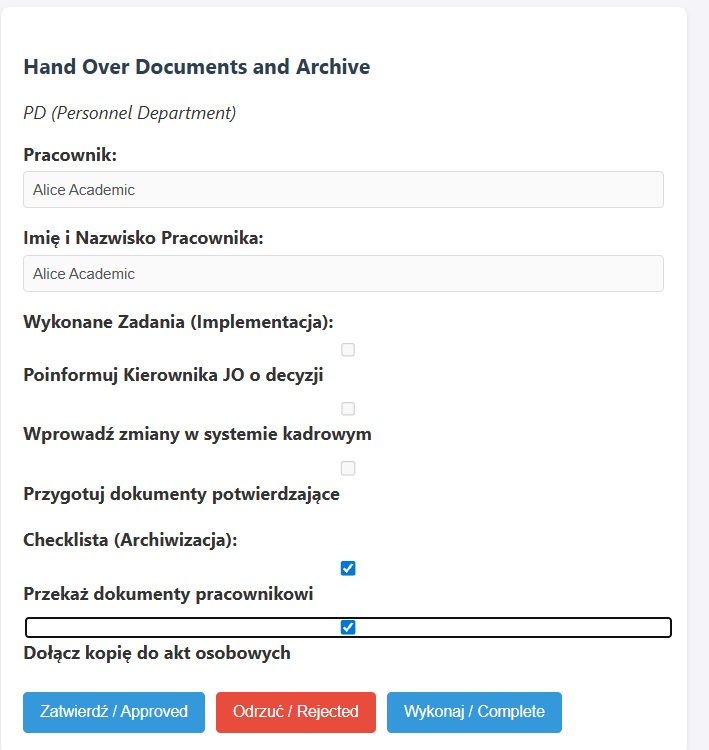 Hand Over Documents and Archive
PD (Personnel Department)
Pracownik:
Alice Academic
Imię i Nazwisko Pracownika:
Alice Academic
Wykonane Zadania (Implementacja):
Poinformuj Kierownika JO o decyzji
Wprowadź zmiany w systemie kadrowym
Przygotuj dokumenty potwierdzające
Checklista (Archiwizacja):
Przekaż dokumenty pracownikowi
Dołącz kopię do akt osobowych
Zatwierdź / Approved
Odrzuć / Rejected
Wykonaj / Complete